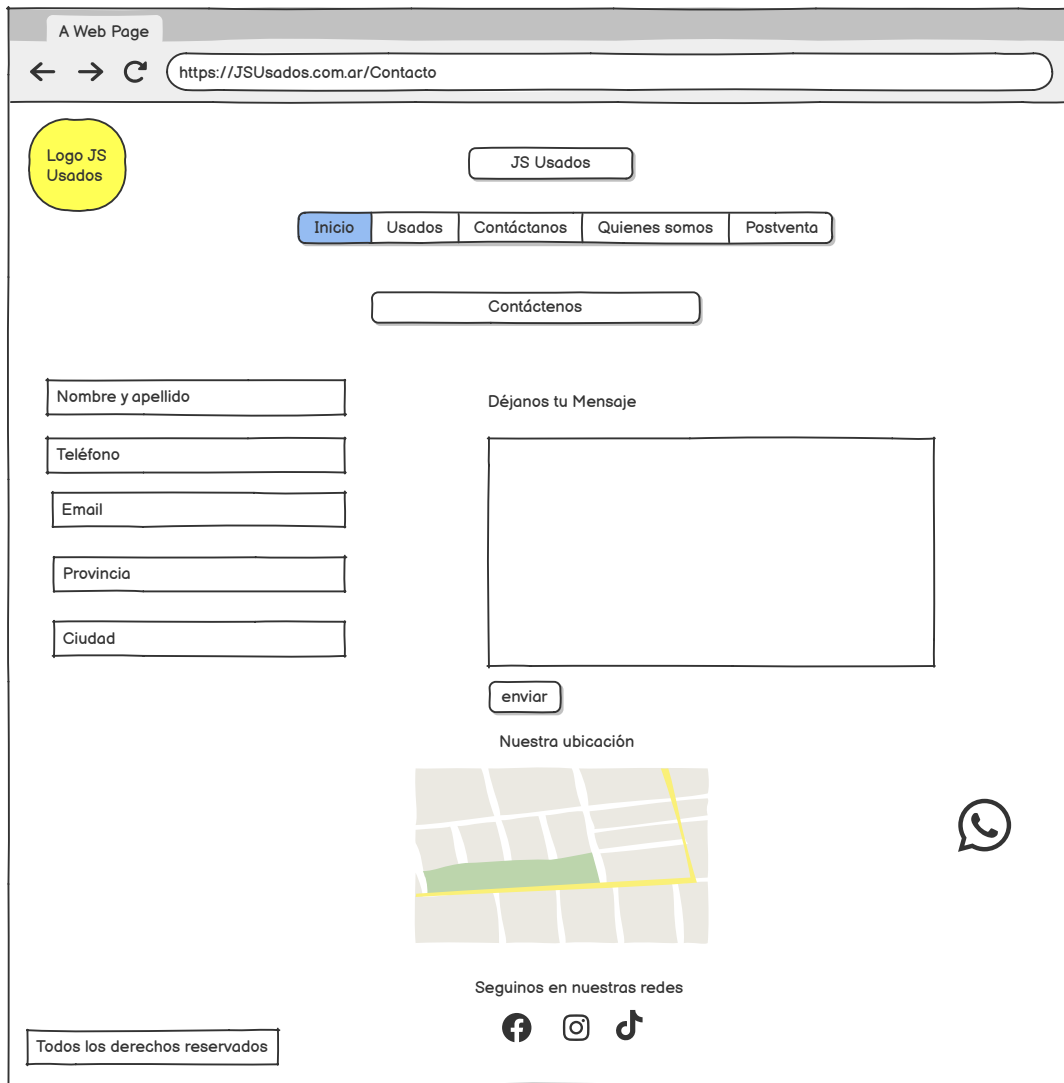 A Web Page
https://JSUsados.com.ar/Contacto
Logo JS
Usados
JS Usados
Inicio Usados Contáctanos Quienes somos Postventa
Contáctenos
Nombre y apellido
Déjanos tu Mensaje
Teléfono
Email
Provincia
Ciudad
enviar
Nuestra ubicación
Seguinos en nuestras redes
Todos los derechos reservados